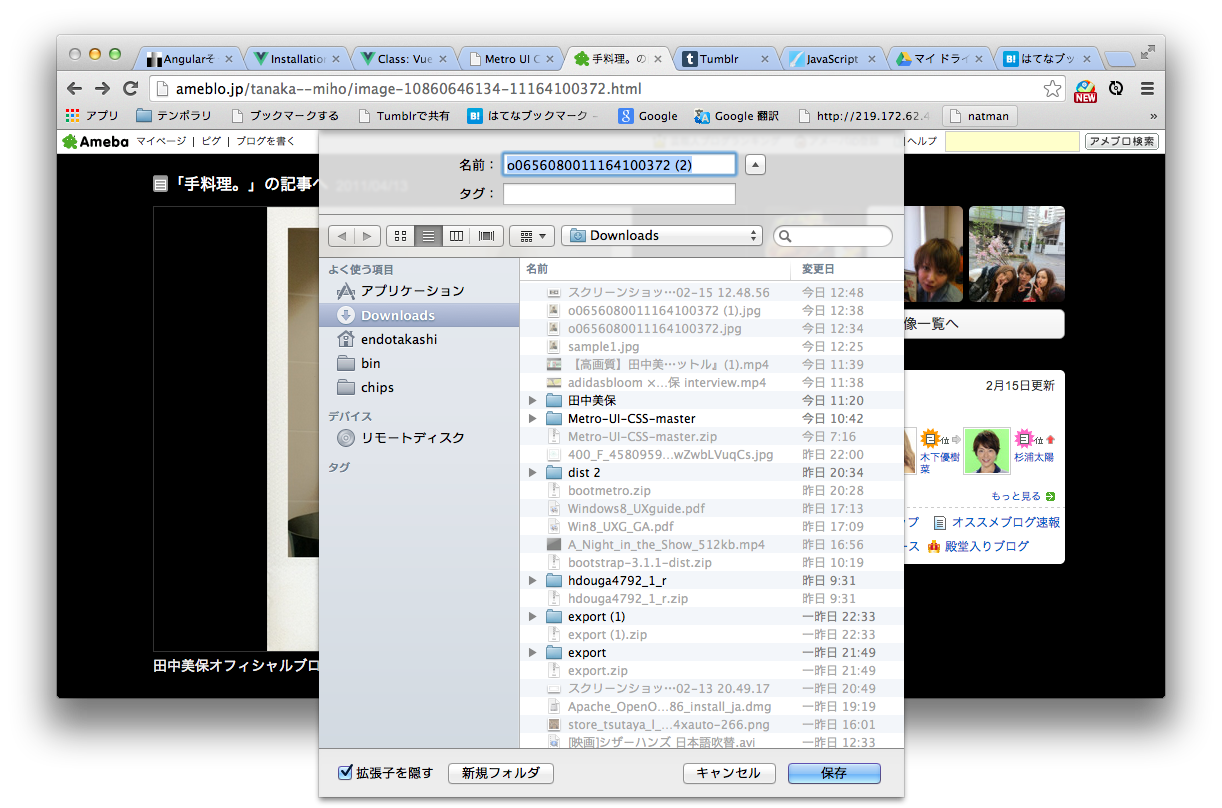 Angularそ
Installation
Class: Vue
Metro UI C
手料理。の
Tumblr
JavaScript
マイ ドライ
はてなブッ
ameblo.jp/tanaka--miho/image-10860646134-11164100372.html
NEW
アプリ テンポラリ ブックマークする Tumblrで共有 B! はてなブックマーク - Google Google 翻訳 http://219.172.62.4 natman »
Ameba マイページ | ピグ | ブログを書く
ヘルプ アメブロ検索
名前： o0656080011164100372 (2)
「手料理。」の記事へ 2011/04/13
タグ：
Downloads
よく使う項目
アプリケーション
Downloads
endotakashi
bin
chips
デバイス
リモートディスク
タグ
名前 変更日
スクリーンショッ…02-15 12.48.56 今日 12:48
o0656080011164100372 (1).jpg 今日 12:38
o0656080011164100372.jpg 今日 12:34
sample1.jpg 今日 12:25
【高画質】田中美…ットル』(1).mp4 今日 11:39
adidasbloom ×…保 interview.mp4 今日 11:38
田中美保 今日 11:20
Metro-UI-CSS-master 今日 10:42
Metro-UI-CSS-master.zip 今日 7:16
400_F_4580959…wZwbLVuqCs.jpg 昨日 22:00
dist 2 昨日 20:34
bootmetro.zip 昨日 20:28
Windows8_UXguide.pdf 昨日 17:13
Win8_UXG_GA.pdf 昨日 17:09
A_Night_in_the_Show_512kb.mp4 昨日 16:56
bootstrap-3.1.1-dist.zip 昨日 10:19
hdouga4792_1_r 昨日 9:31
hdouga4792_1_r.zip 昨日 9:31
export (1) 一昨日 22:33
export (1).zip 一昨日 22:33
export 一昨日 21:49
export.zip 一昨日 21:49
スクリーンショッ…02-13 20.49.17 一昨日 20:49
Apache_OpenO…86_install_ja.dmg 一昨日 19:19
store_tsutaya_l_…4xauto-266.png 一昨日 16:01
[映画]シザーハンズ 日本語吹替.avi 一昨日 12:33
像一覧へ
2月15日更新
2位
木下優樹菜
3位
杉浦太陽
もっと見る
ップ オススメブログ速報
ース 殿堂入りブログ
田中美保オフィシャルブロ
拡張子を隠す 新規フォルダ キャンセル 保存